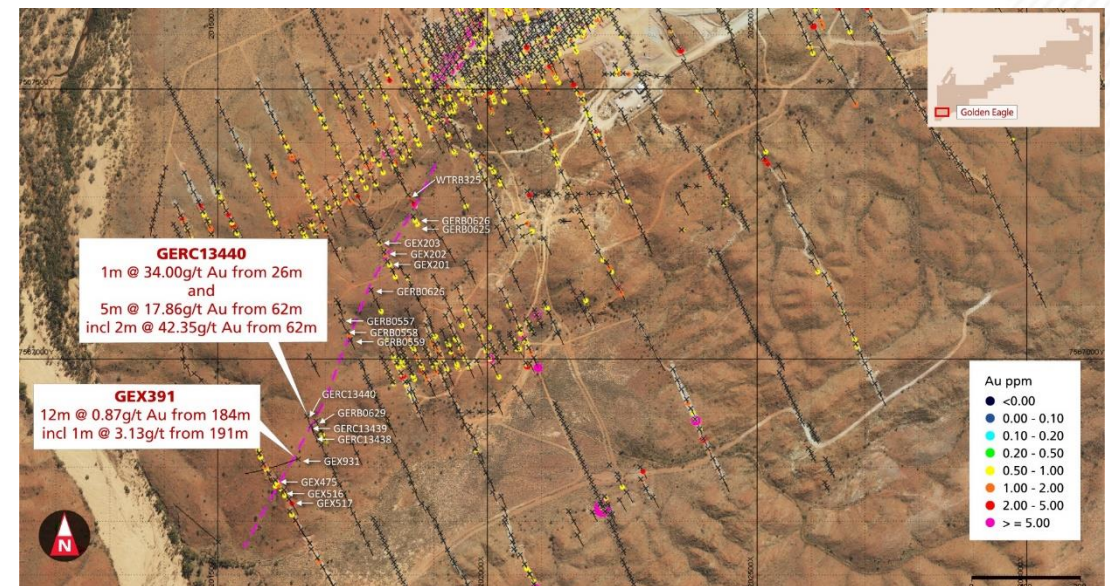 Golden Eagle
WTRB325
GERB0626
GERB0625
GEX203
GEX202
GEX201
GERB0626
GERB0557
GERB0558
GERB0559
GERC13440
1m @ 34.00g/t Au from 26m
and
5m @ 17.86g/t Au from 62m
incl 2m @ 42.35g/t Au from 62m
GEX391
12m @ 0.87g/t Au from 184m
incl 1m @ 3.13g/t from 191m
GERC13440
GERB0629
GERC13439
GERC13438
GEX931
GEX475
GEX516
GEX517
Au ppm
<0.00
0.00 - 0.10
0.10 - 0.20
0.20 - 0.50
0.50 - 1.00
1.00 - 2.00
2.00 - 5.00
> = 5.00
N